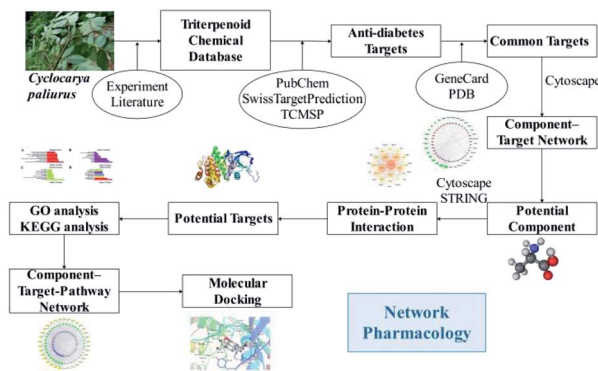 Cyclocarya
paliurus
Experiment
Literature
Triterpenoid
Chemical
Database
PubChem
SwissTargetPrediction
TCMSP
Anti-diabetes
Targets
GeneCard
PDB
Common Targets
Cytoscape
Component–
Target Network
Potential
Component
Cytoscape
STRING
Protein-Protein
Interaction
Potential Targets
A
B
C
D
GO analysis
KEGG analysis
Component–
Target-Pathway
Network
Molecular
Docking
Network
Pharmacology